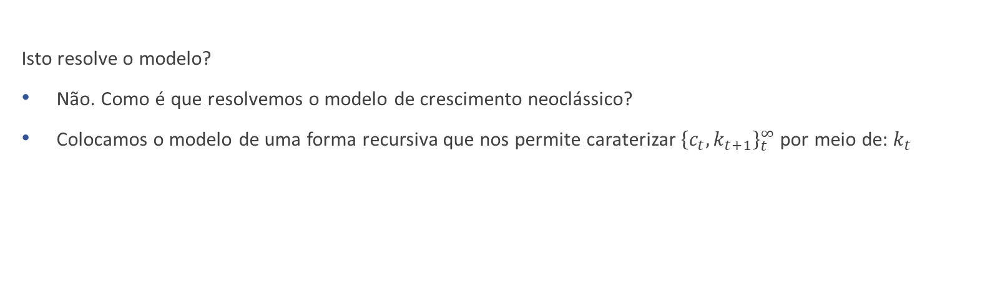 Isto resolve o modelo?
• Não. Como é que resolvemos o modelo de crescimento neoclássico?
• Colocamos o modelo de uma forma recursiva que nos permite caraterizar $\{c_t, k_{t+1}\}_t^\infty$ por meio de: $k_t$